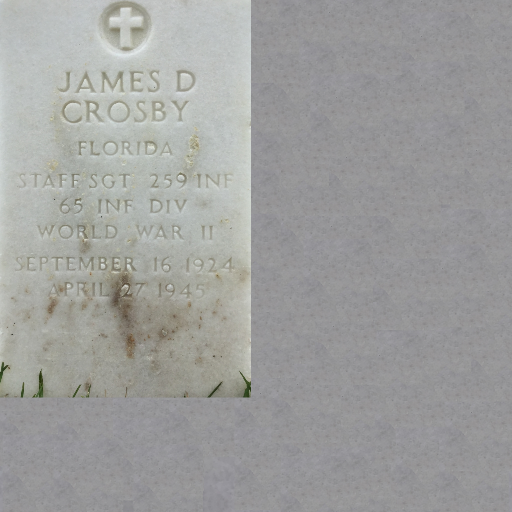 JAMES D
CROSBY
FLORIDA
STAFF SGT 259 INF
65 INF DIV
WORLD WAR II
SEPTEMBER 16 1924
APRIL 27 1945